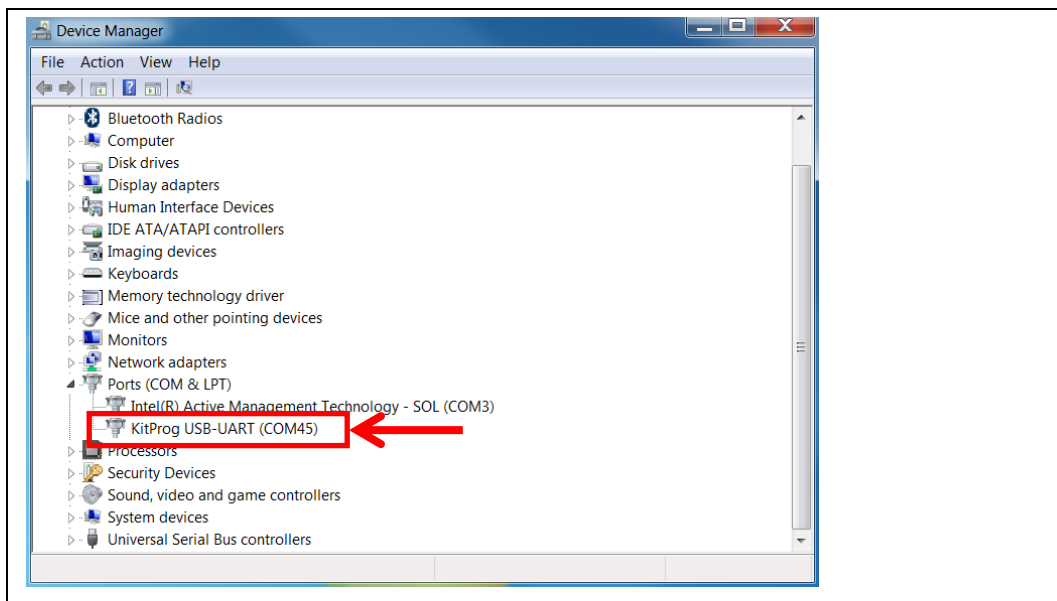 Device Manager
File Action View Help
Bluetooth Radios
Computer
Disk drives
Display adapters
Human Interface Devices
IDE ATA/ATAPI controllers
Imaging devices
Keyboards
Memory technology driver
Mice and other pointing devices
Monitors
Network adapters
Ports (COM & LPT)
Intel(R) Active Management Technology - SOL (COM3)
KitProg USB-UART (COM45)
Processors
Security Devices
Sound, video and game controllers
System devices
Universal Serial Bus controllers